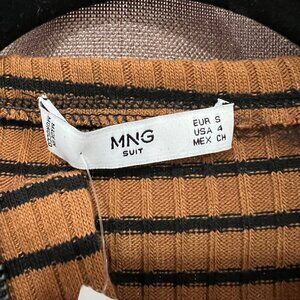 MNG
SUIT
EUR S
USA 4
MEX CH